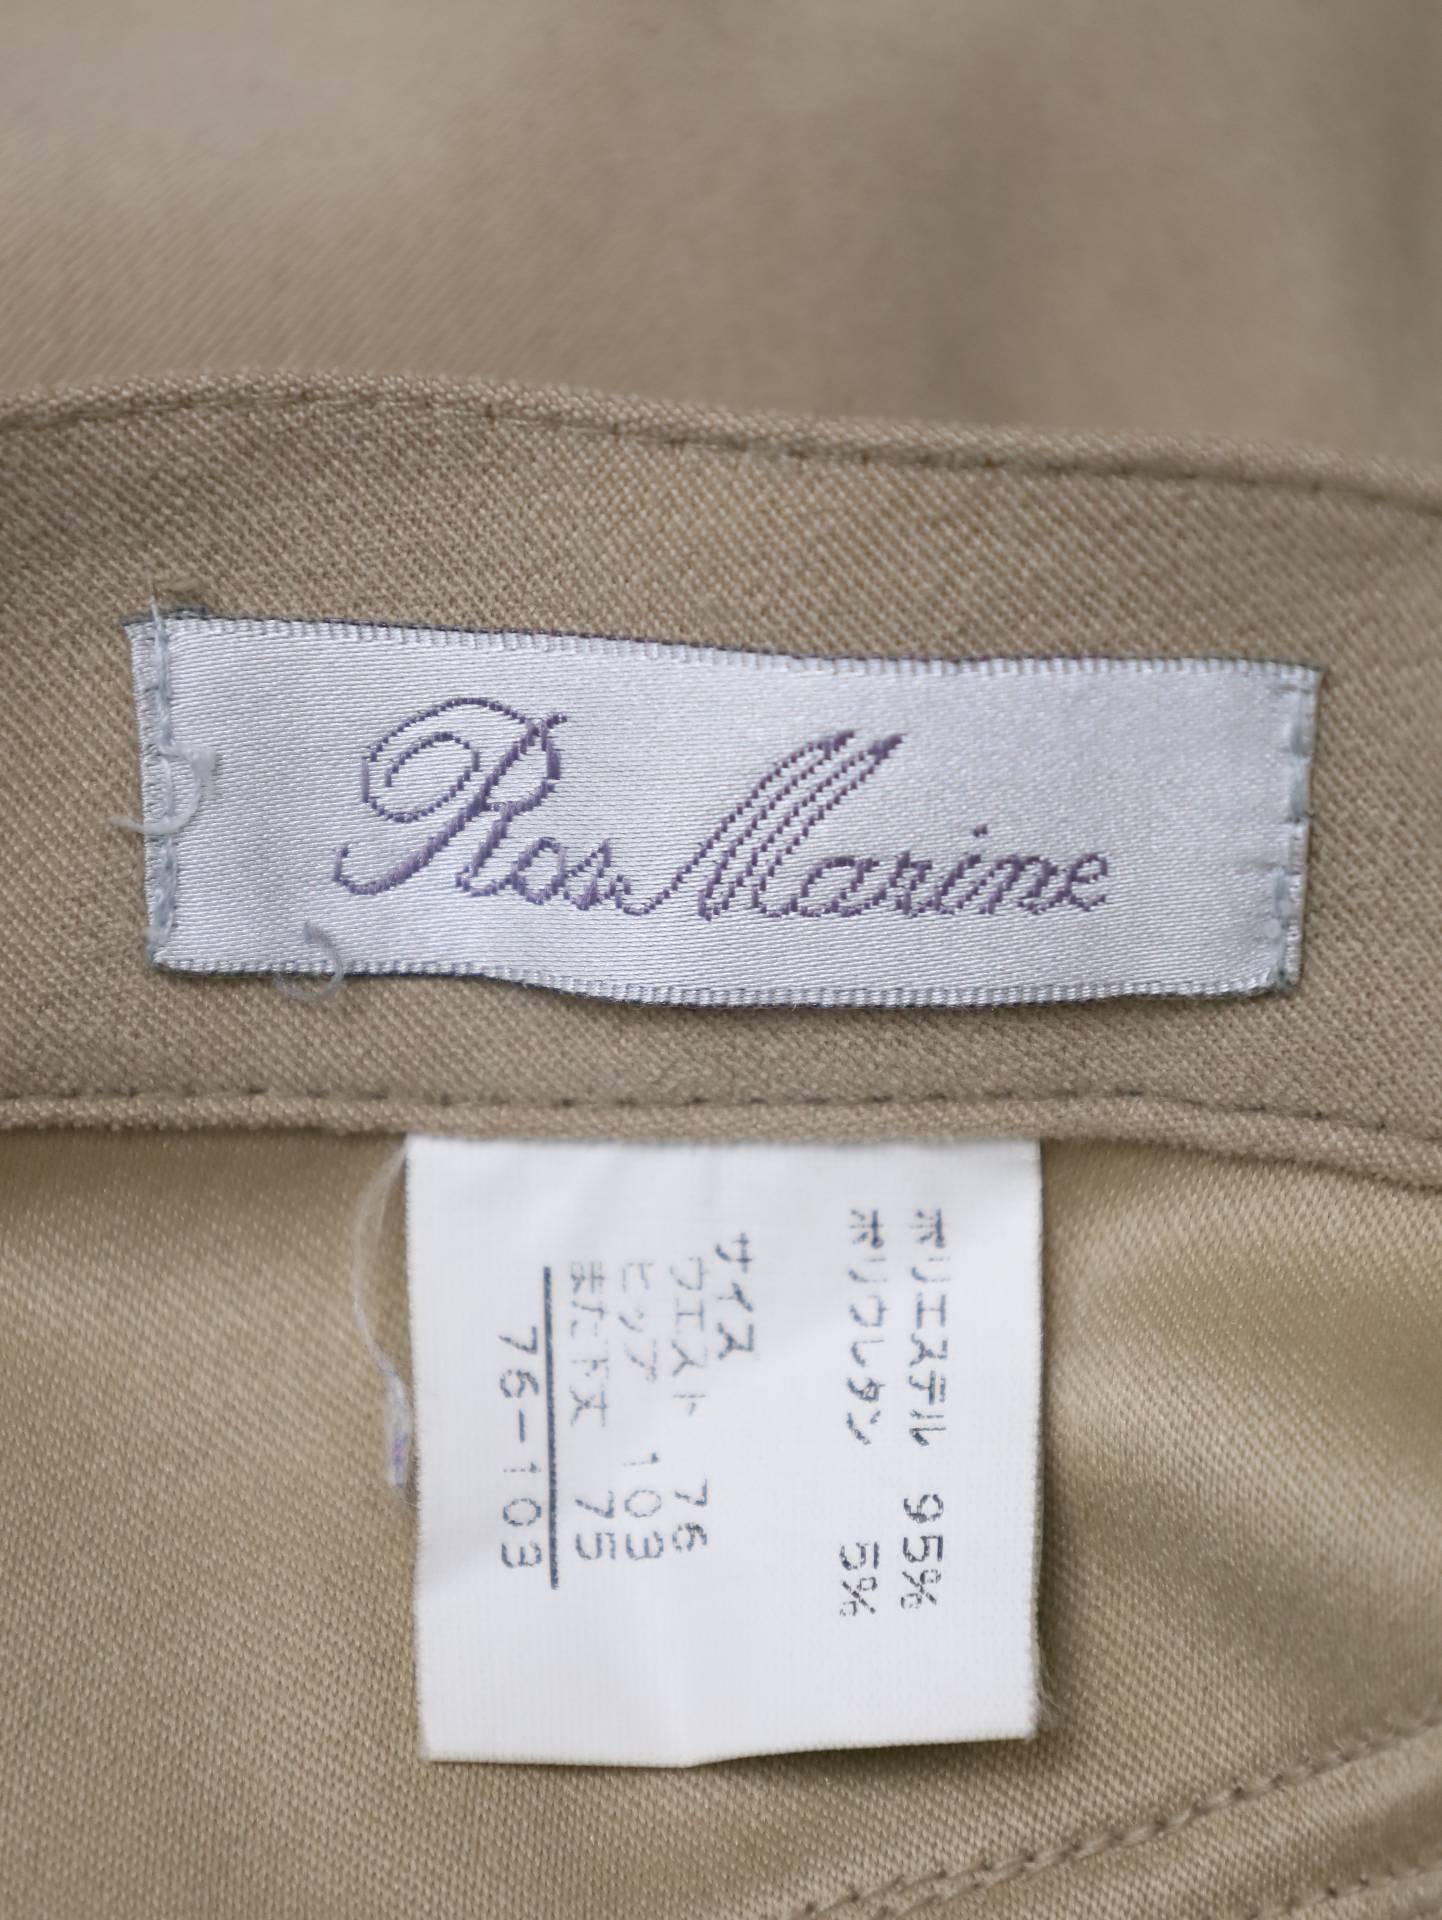 Ros Marine
ポリエステル 95%
ポリウレタン 5%
サイズ
ウエスト 76
ヒップ 103
また下丈 75
76-103